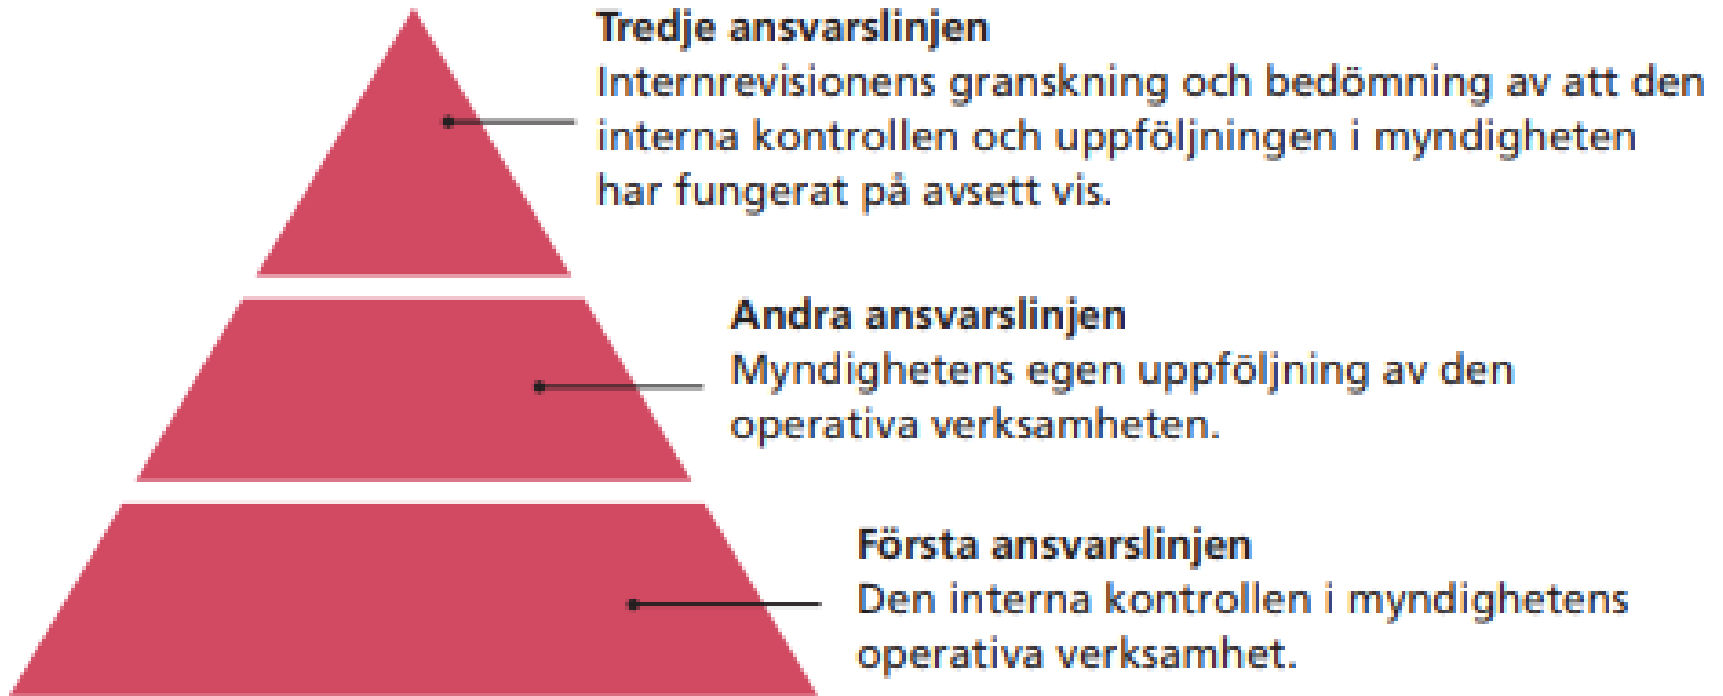 Tredje ansvarslinjen
Internrevisionens granskning och bedömning av att den
interna kontrollen och uppföljningen i myndigheten
har fungerat på avsett vis.
Andra ansvarslinjen
Myndighetens egen uppföljning av den
operativa verksamheten.
Första ansvarslinjen
Den interna kontrollen i myndighetens
operativa verksamhet.